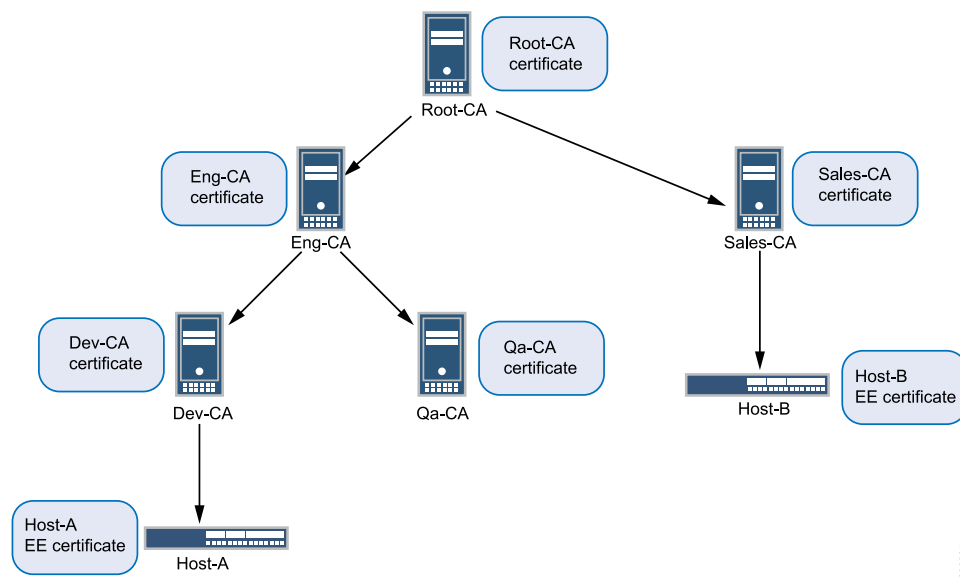 Root-CA
certificate
Root-CA
Eng-CA
certificate
Eng-CA
Sales-CA
certificate
Sales-CA
Dev-CA
certificate
Dev-CA
Qa-CA
certificate
Qa-CA
Host-B
EE certificate
Host-B
Host-A
EE certificate
Host-A